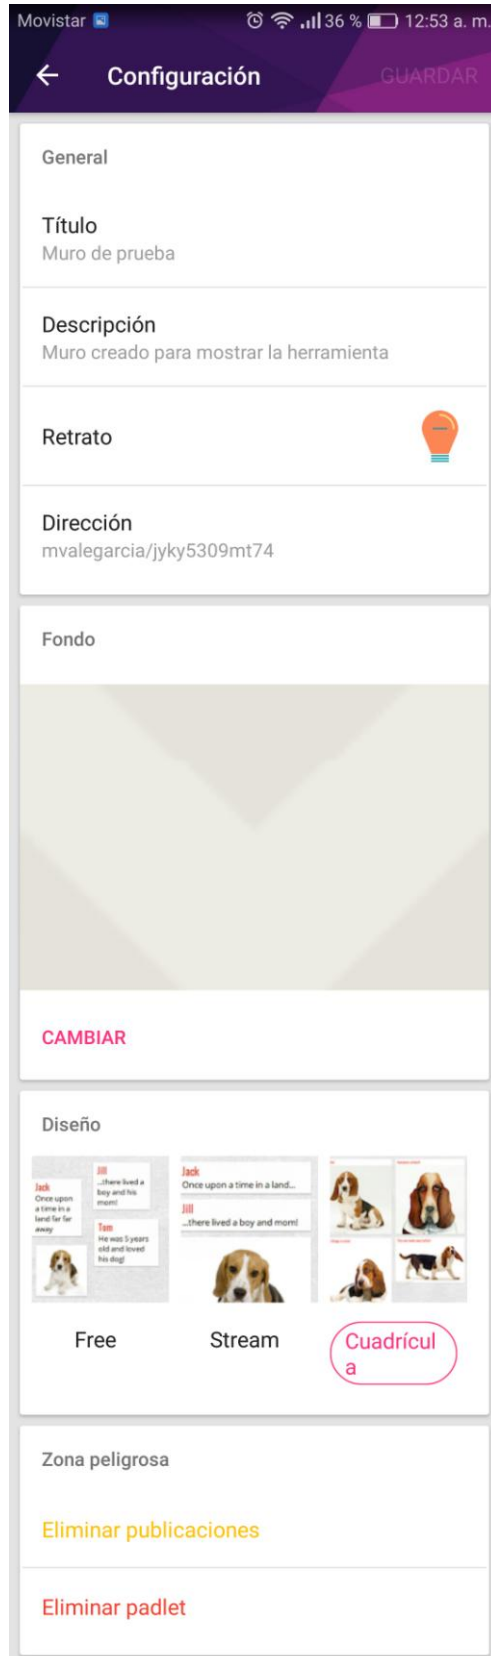 Movistar 36 % 12:53 a. m.
Configuración GUARDAR
General
Título
Muro de prueba
Descripción
Muro creado para mostrar la herramienta
Retrato
Dirección
mvalegarcia/jyky5309mt74
Fondo
CAMBIAR
Diseño
Jack
Once upon
a time in a
land far far
away
Jill
...there lived a
boy and his
mom!
Tom
He was 5 years
old and loved
his dog!
Jack
Once upon a time in a land...
Jill
...there lived a boy and mom!
Free
Stream
Cuadrícul
a
Zona peligrosa
Eliminar publicaciones
Eliminar padlet